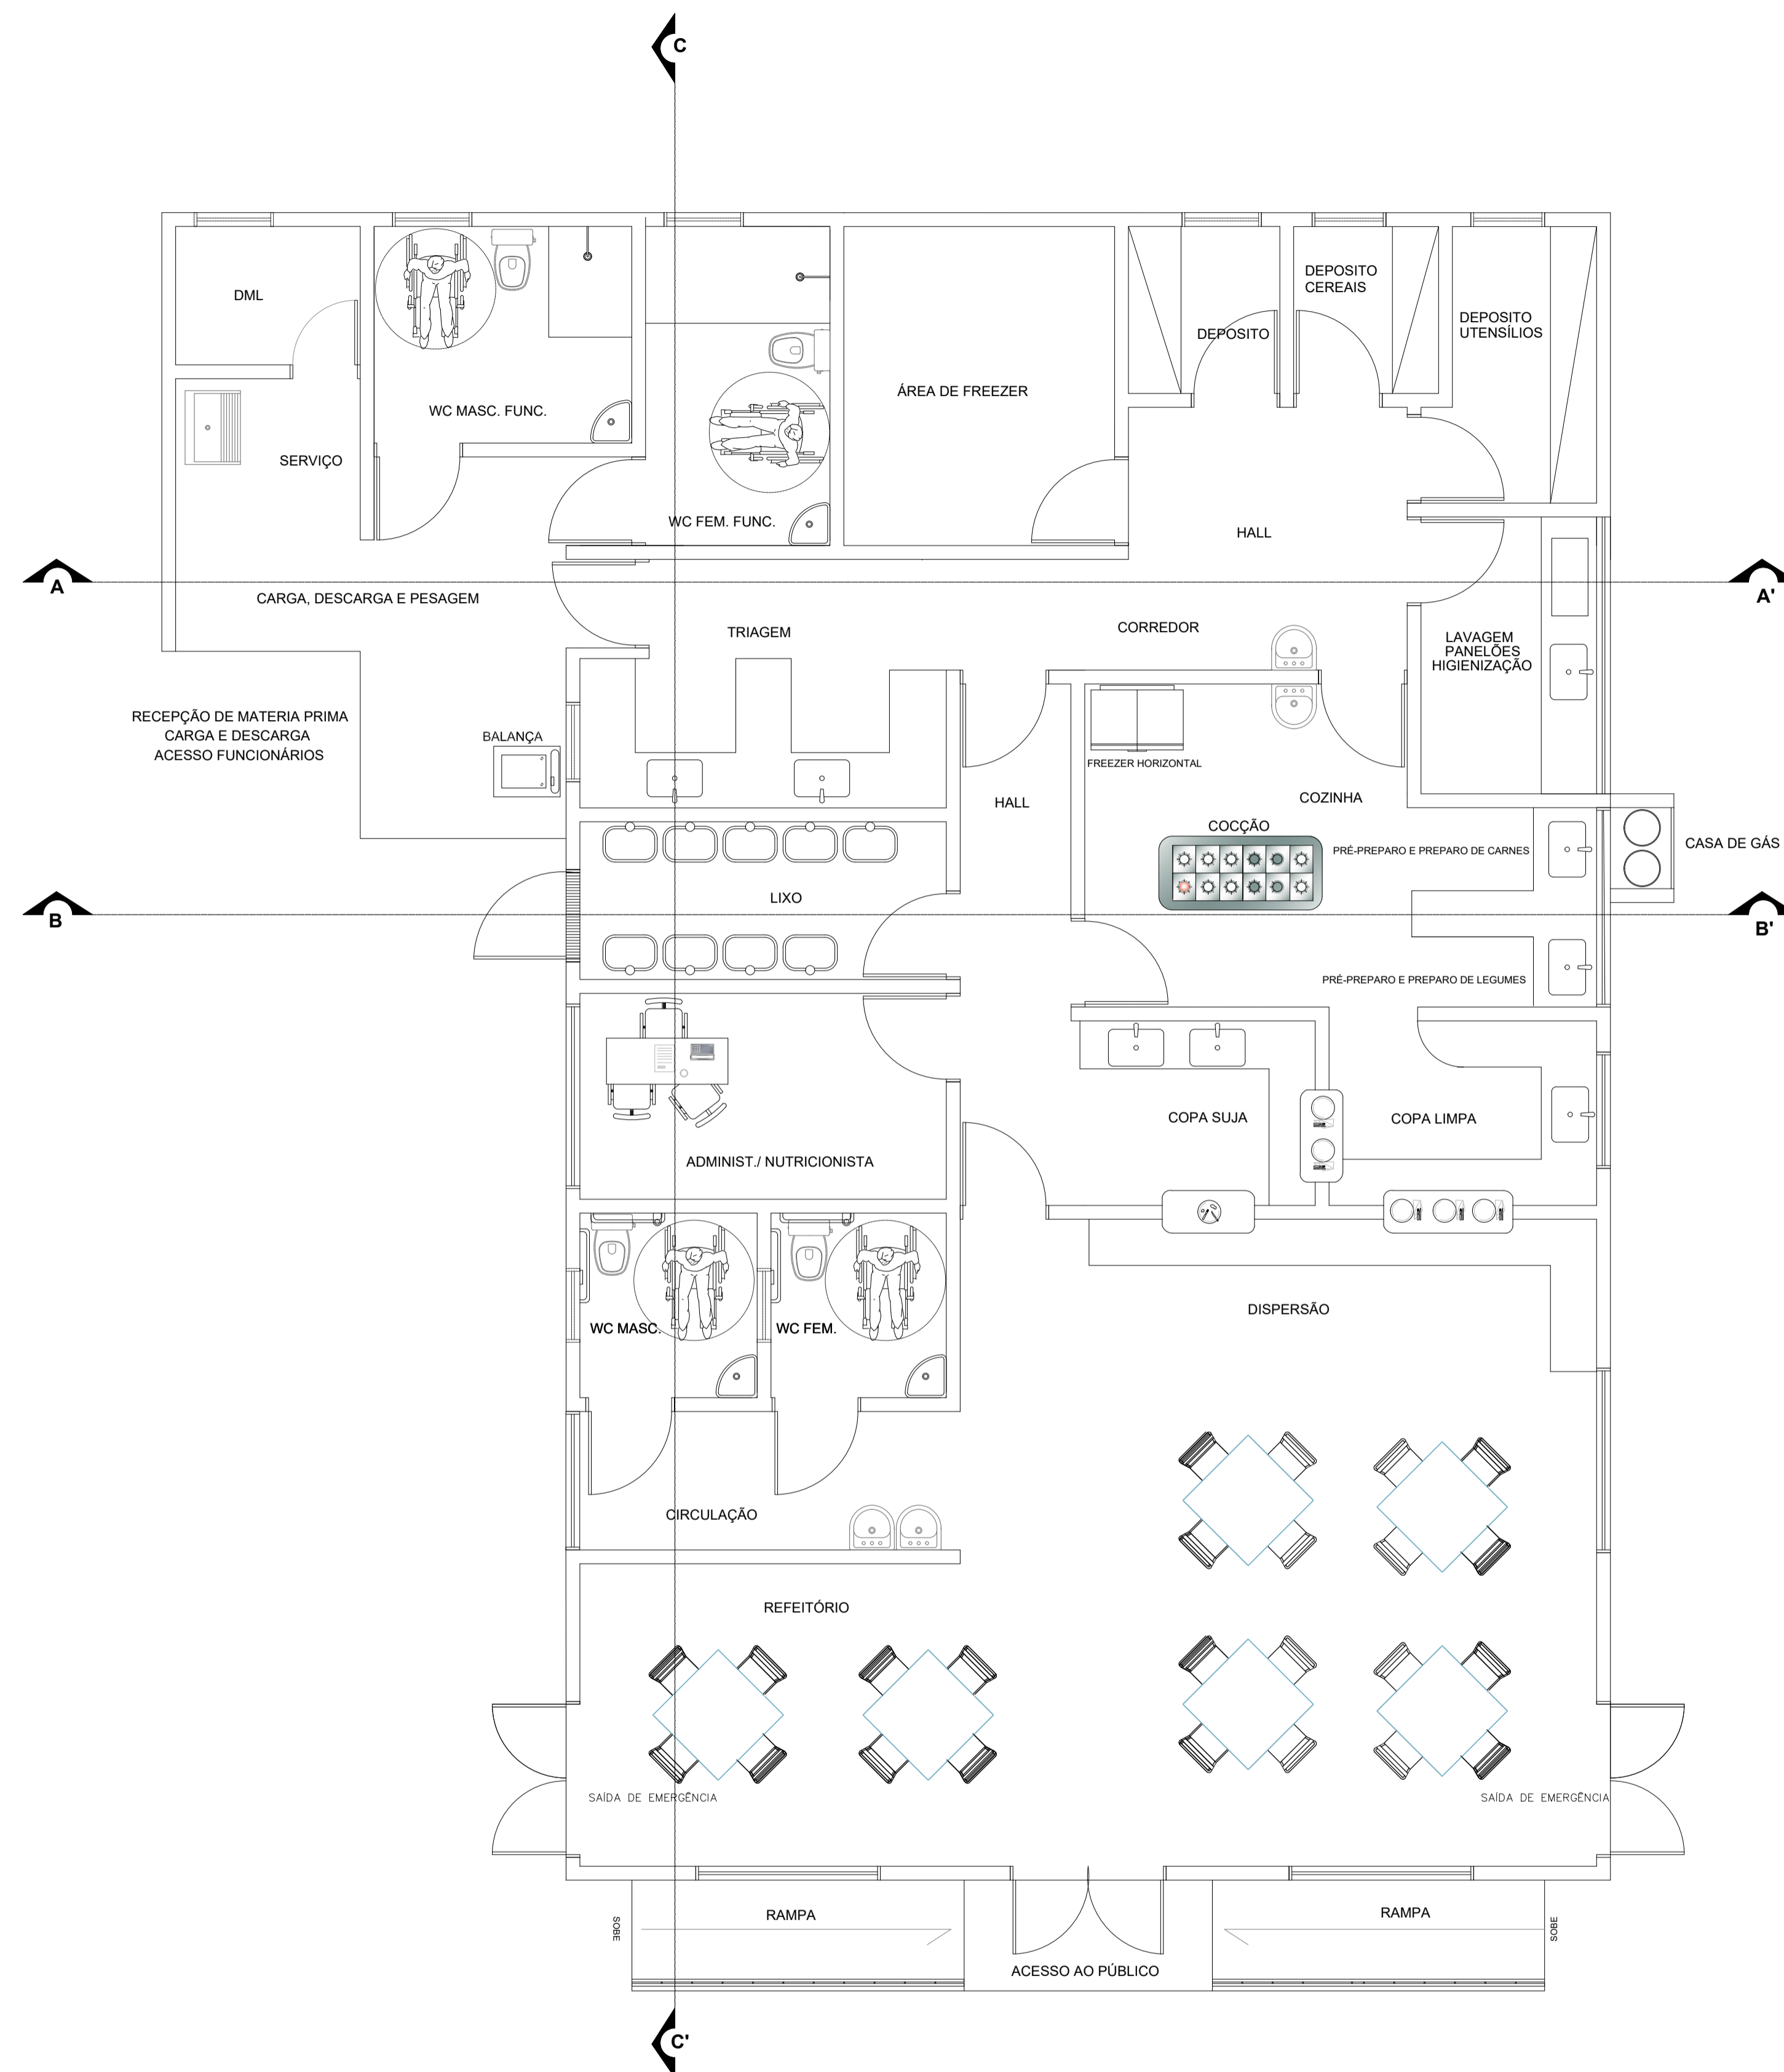 C
DML
DEPOSITO
CEREAIS
DEPOSITO
UTENSÍLIOS
DEPOSITO
ÁREA DE FREEZER
WC MASC. FUNC.
SERVIÇO
WC FEM. FUNC.
HALL
A
A'
CARGA, DESCARGA E PESAGEM
TRIAGEM
CORREDOR
LAVAGEM
PANELÕES
HIGIENIZAÇÃO
RECEPÇÃO DE MATERIA PRIMA
CARGA E DESCARGA
ACESSO FUNCIONÁRIOS
BALANÇA
FREEZER HORIZONTAL
HALL
COZINHA
COCÇÃO
PRÉ-PREPARO E PREPARO DE CARNES
CASA DE GÁS
LIXO
B
B'
PRÉ-PREPARO E PREPARO DE LEGUMES
COPA SUJA
COPA LIMPA
ADMINIST./ NUTRICIONISTA
DISPERSÃO
WC MASC.
WC FEM.
CIRCULAÇÃO
REFEITÓRIO
SAÍDA DE EMERGÊNCIA
SAÍDA DE EMERGÊNCIA
SOBE
RAMPA
RAMPA
SOBE
ACESSO AO PÚBLICO
C'